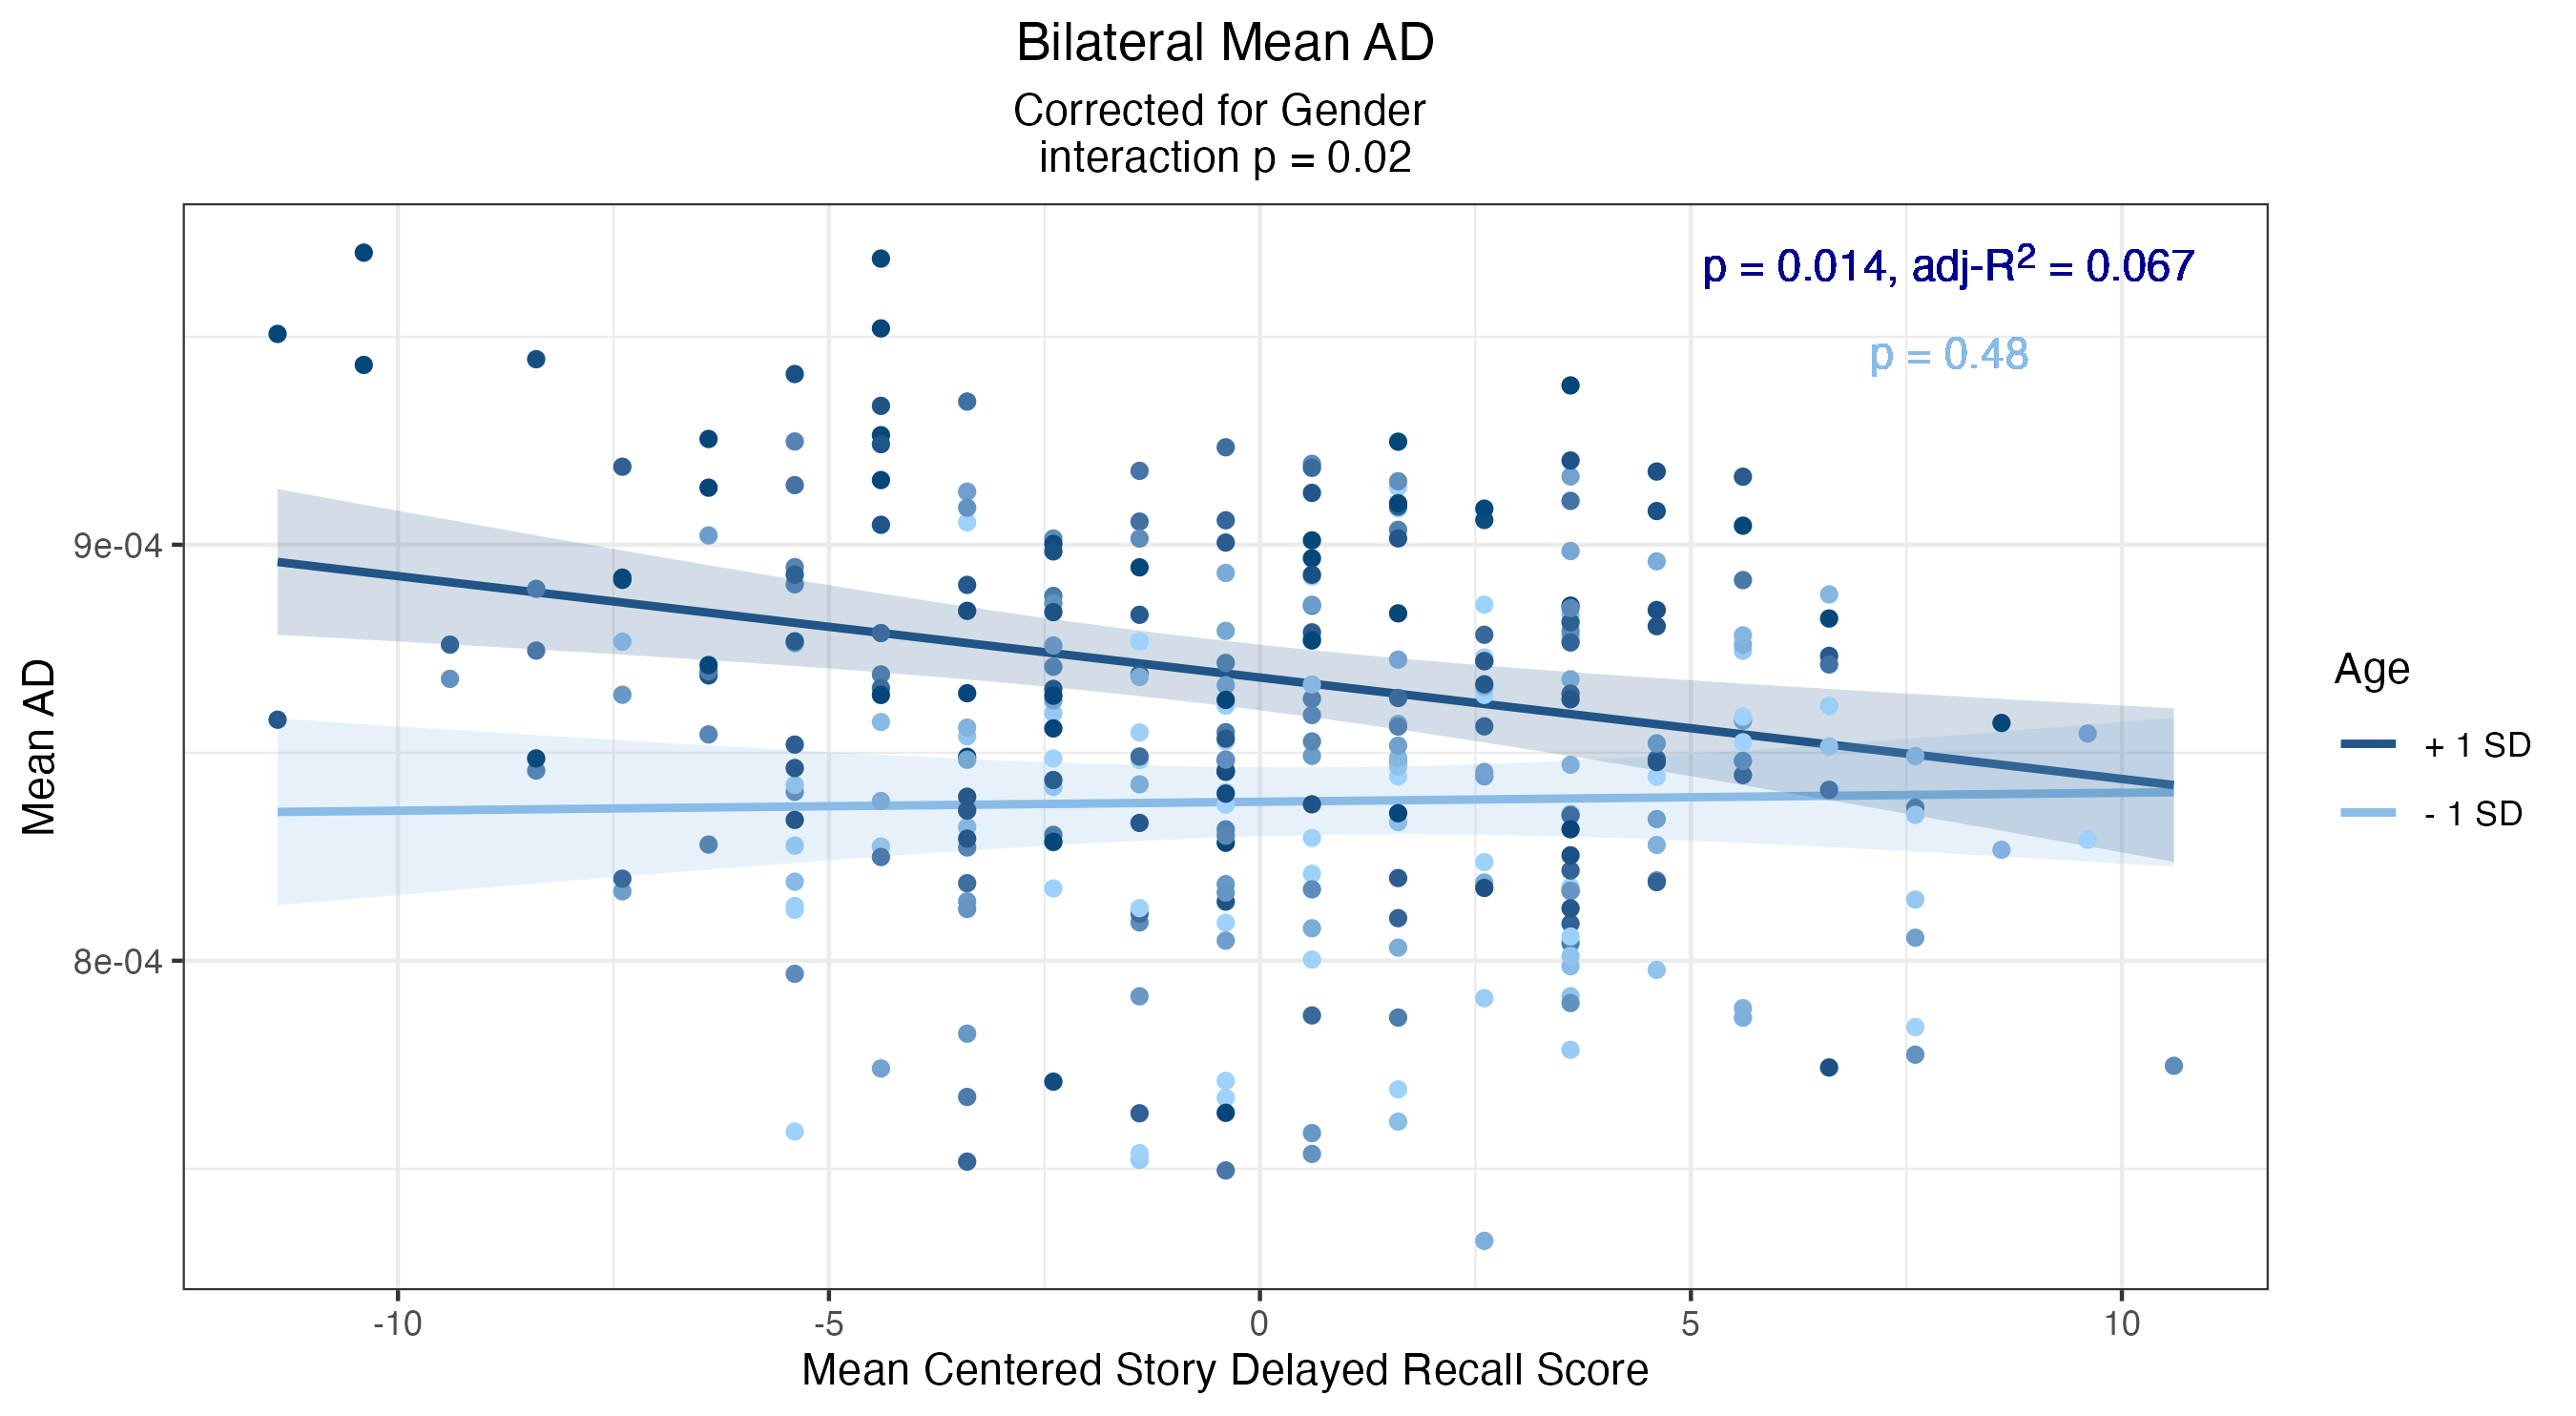 Bilateral Mean AD
Corrected for Gender
interaction p = 0.02
p = 0.014, adj-R² = 0.067
p = 0.48
Mean AD
9e-04
8e-04
-10
-5
0
5
10
Mean Centered Story Delayed Recall Score
Age
+ 1 SD
- 1 SD